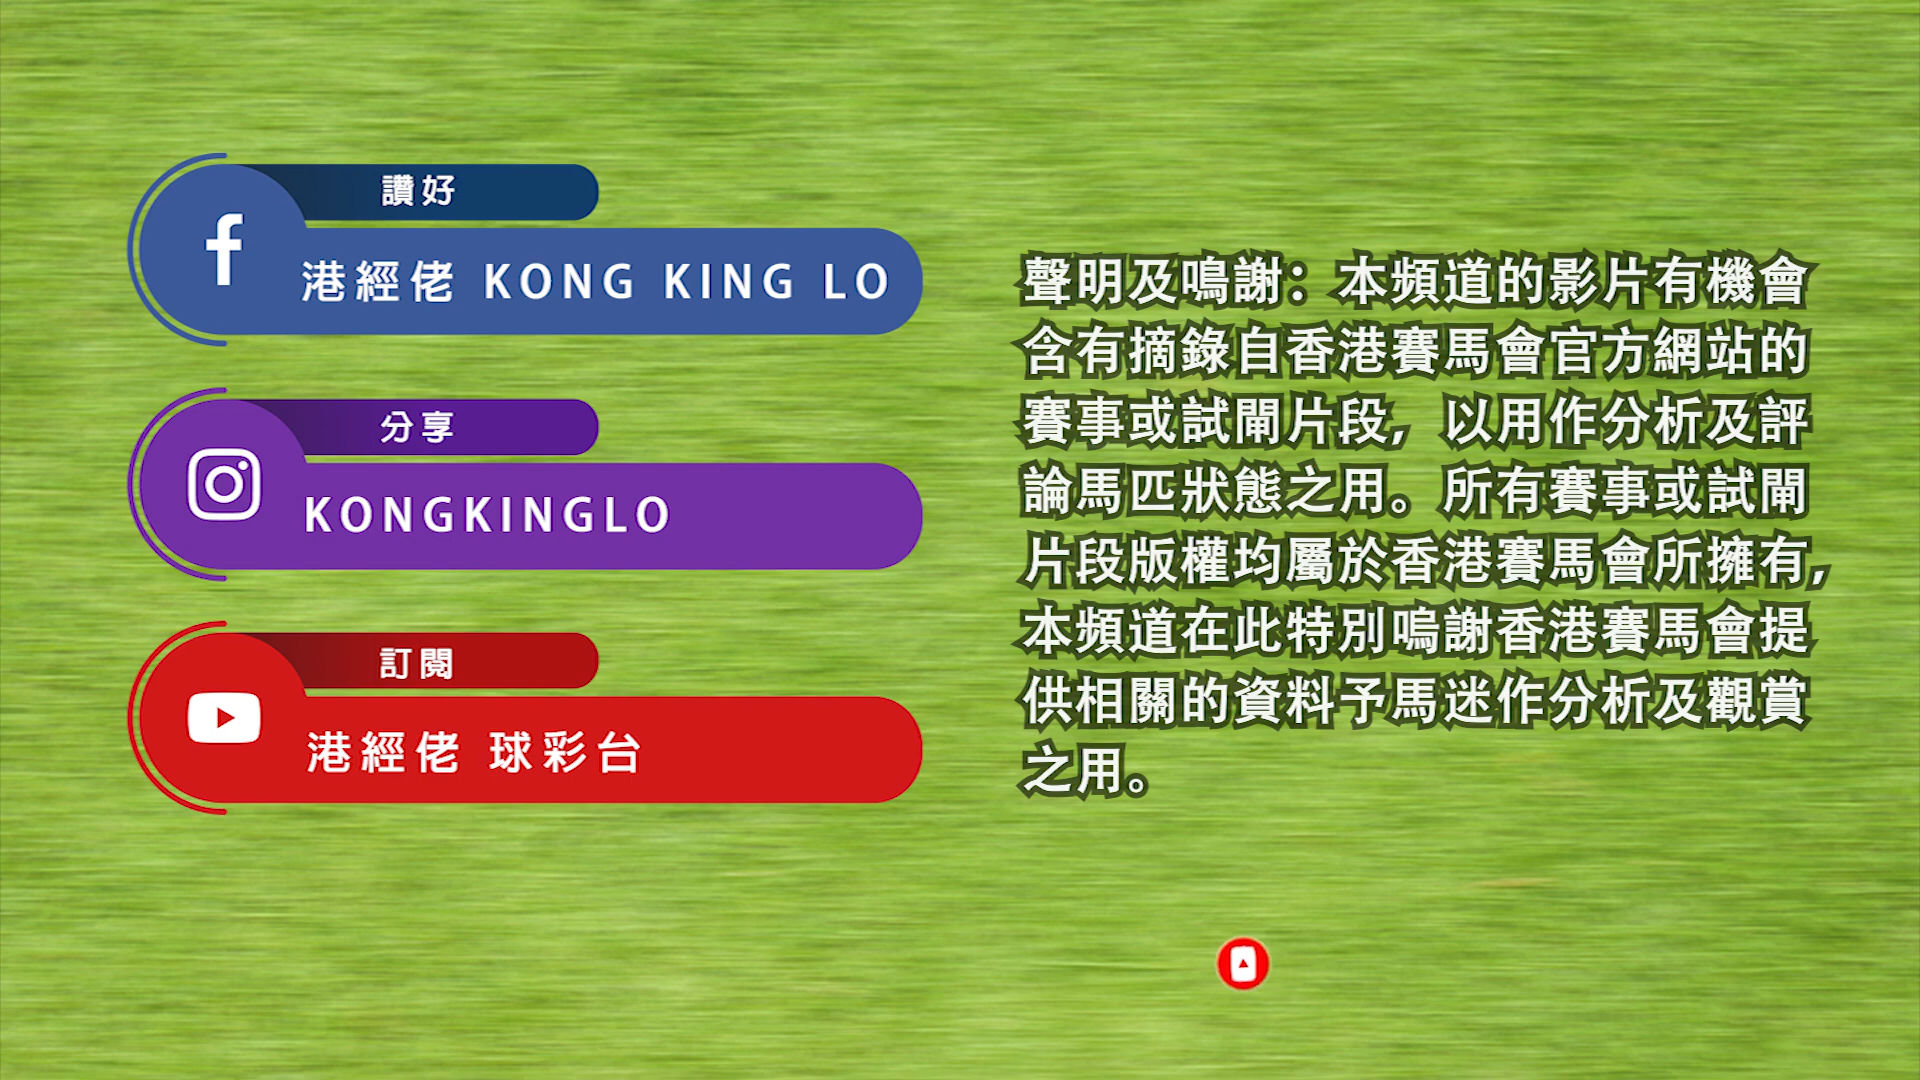 讚好
港經佬 KONG KING LO
分享
KONGKINGLO
訂閱
港經佬 球彩台
聲明及鳴謝：本頻道的影片有機會
含有摘錄自香港賽馬會官方網站的
賽事或試閘片段，以用作分析及評
論馬匹狀態之用。所有賽事或試閘
片段版權均屬於香港賽馬會所擁有，
本頻道在此特別嗚謝香港賽馬會提
供相關的資料予馬迷作分析及觀賞
之用。